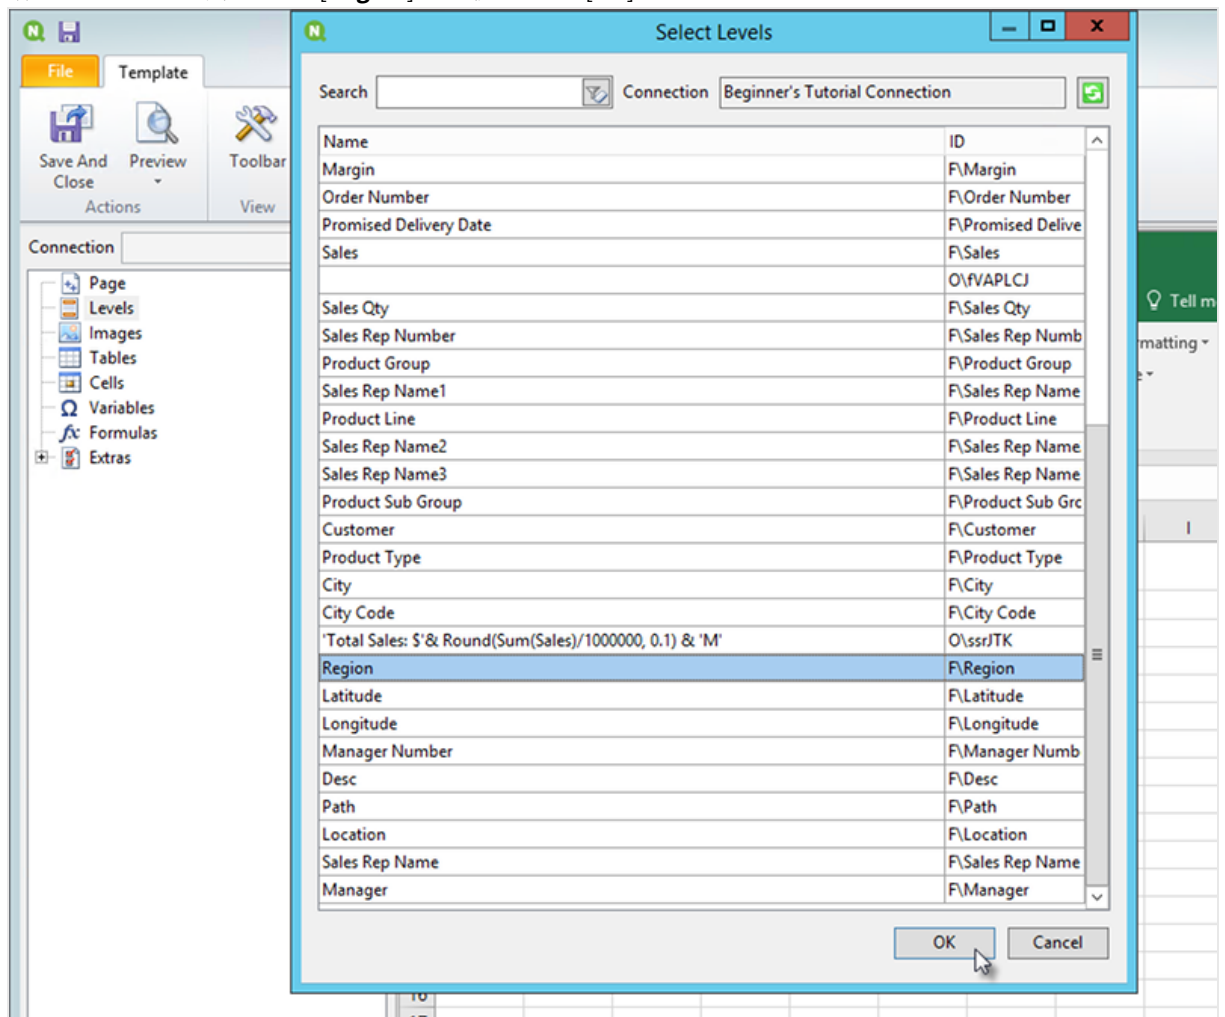 Select Levels
File
Template
Save And Close
Preview
Toolbar
Actions
View
Connection
Page
Levels
Images
Tables
Cells
Variables
Formulas
Extras
Search
Connection
Beginner's Tutorial Connection
Name ID
Margin F\Margin
Order Number F\Order Number
Promised Delivery Date F\Promised Delive
Sales F\Sales
O\fVAPLCJ
Sales Qty F\Sales Qty
Sales Rep Number F\Sales Rep Numb
Product Group F\Product Group
Sales Rep Name1 F\Sales Rep Name
Product Line F\Product Line
Sales Rep Name2 F\Sales Rep Name
Sales Rep Name3 F\Sales Rep Name
Product Sub Group F\Product Sub Grc
Customer F\Customer
Product Type F\Product Type
City F\City
City Code F\City Code
'Total Sales: $'& Round(Sum(Sales)/1000000, 0.1) & 'M' O\ssrJTK
Region F\Region
Latitude F\Latitude
Longitude F\Longitude
Manager Number F\Manager Numb
Desc F\Desc
Path F\Path
Location F\Location
Sales Rep Name F\Sales Rep Name
Manager F\Manager
OK
Cancel
Tell m
matting
I
16